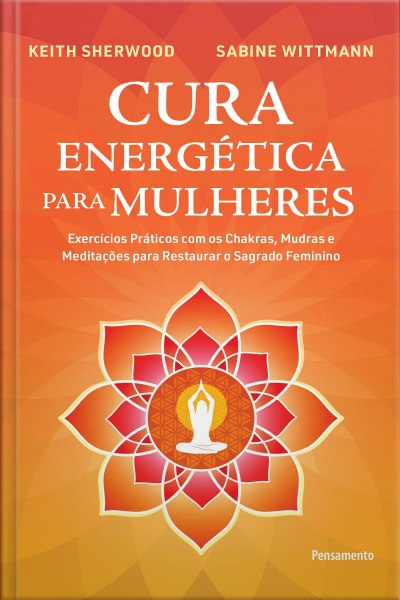 KEITH SHERWOOD SABINE WITTMANN
CURA
ENERGÉTICA
PARA MULHERES
Exercícios Práticos com os Chakras, Mudras e
Meditações para Restaurar o Sagrado Feminino
Pensamento